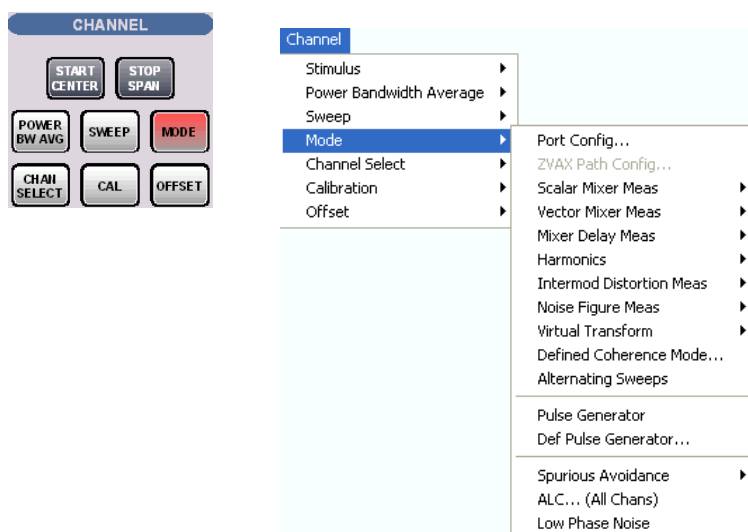 CHANNEL
START
CENTER
STOP
SPAN
POWER
BW AVG
SWEEP
MODE
CHAN
SELECT
CAL
OFFSET
Channel
Stimulus
Power Bandwidth Average
Sweep
Mode
Channel Select
Calibration
Offset
Port Config...
ZVAX Path Config...
Scalar Mixer Meas
Vector Mixer Meas
Mixer Delay Meas
Harmonics
Intermod Distortion Meas
Noise Figure Meas
Virtual Transform
Defined Coherence Mode...
Alternating Sweeps
Pulse Generator
Def Pulse Generator...
Spurious Avoidance
ALC... (All Chans)
Low Phase Noise